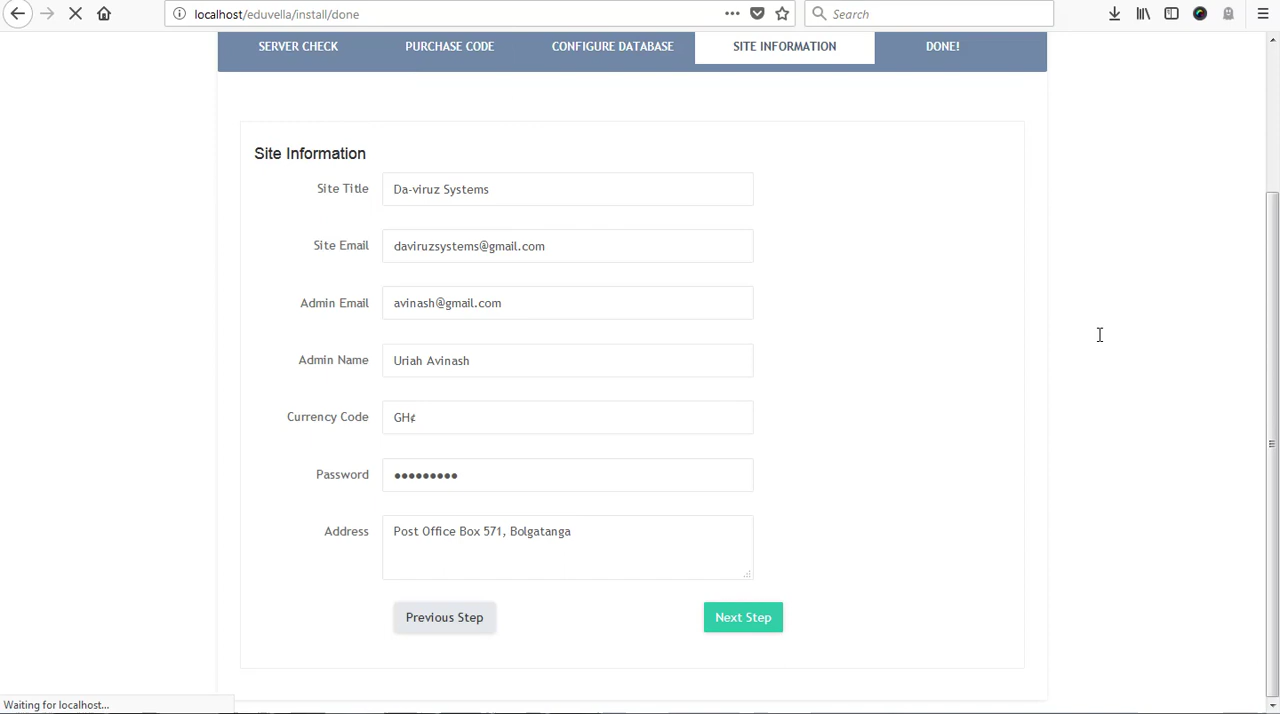 localhost/eduvella/install/done
Search
SERVER CHECK
PURCHASE CODE
CONFIGURE DATABASE
SITE INFORMATION
DONE!
Site Information
Site Title
Da-viruz Systems
Site Email
daviruzsystems@gmail.com
Admin Email
avinash@gmail.com
Admin Name
Uriah Avinash
Currency Code
GH¢
Password
•••••••••
Address
Post Office Box 571, Bolgatanga
Previous Step
Next Step
Waiting for localhost...